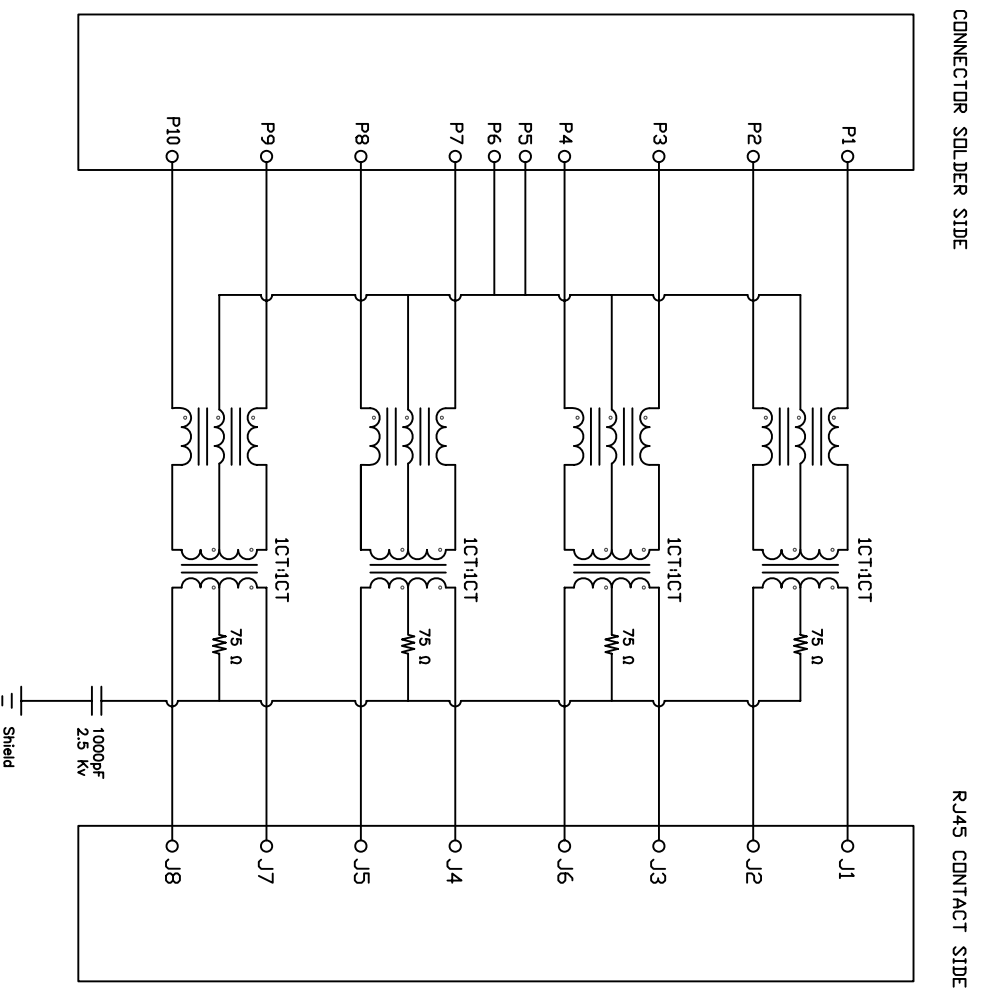 CONNECTOR SOLDER SIDE
P1
P2
P3
P4
P5
P6
P7
P8
P9
P10
1CT:1CT
1CT:1CT
1CT:1CT
1CT:1CT
75 Ω
75 Ω
75 Ω
75 Ω
1000pF
2.5 Kv
Shield
RJ45 CONTACT SIDE
J1
J2
J3
J6
J4
J5
J7
J8